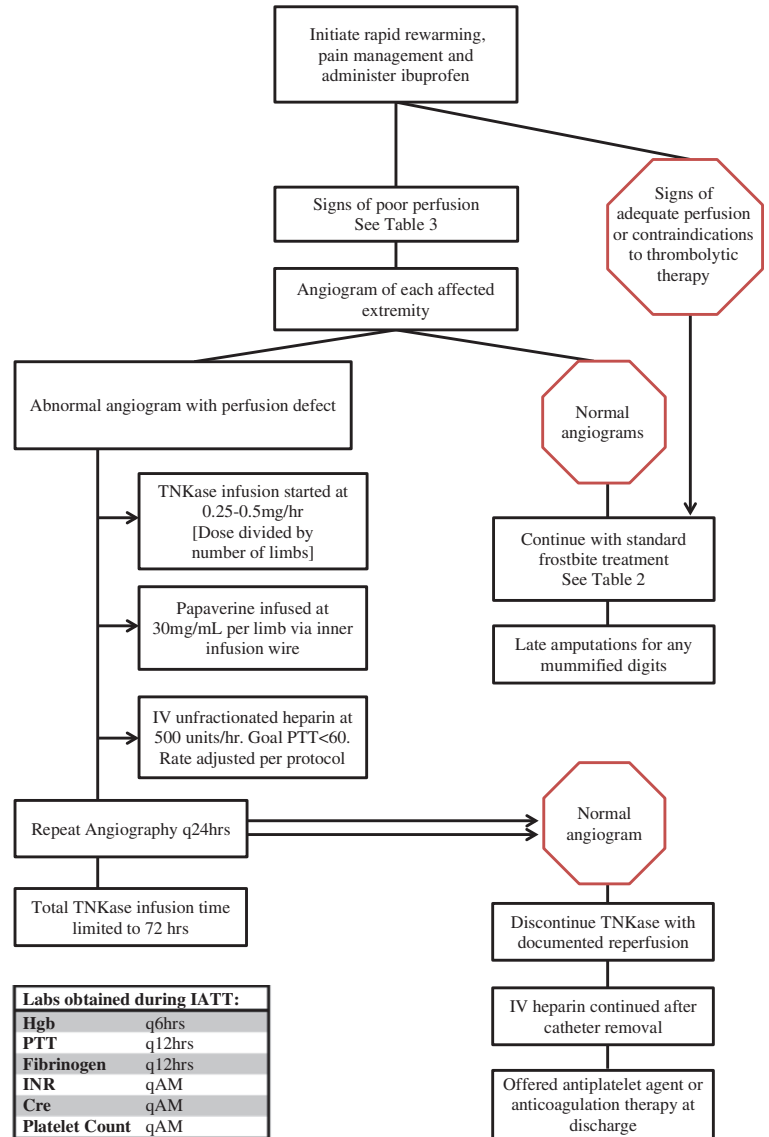 Initiate rapid rewarming,
pain management and
administer ibuprofen
Signs of poor perfusion
See Table 3
Signs of
adequate perfusion
or contraindications
to thrombolytic
therapy
Angiogram of each affected
extremity
Abnormal angiogram with perfusion defect
Normal
angiograms
TNKase infusion started at
0.25-0.5mg/hr
[Dose divided by
number of limbs]
Continue with standard
frostbite treatment
See Table 2
Papaverine infused at
30mg/mL per limb via inner
infusion wire
Late amputations for any
mummified digits
IV unfractionated heparin at
500 units/hr. Goal PTT<60.
Rate adjusted per protocol
Repeat Angiography q24hrs
Normal
angiogram
Total TNKase infusion time
limited to 72 hrs
Discontinue TNKase with
documented reperfusion
IV heparin continued after
catheter removal
Offered antiplatelet agent or
anticoagulation therapy at
discharge
Labs obtained during IATT:
Hgb q6hrs
PTT q12hrs
Fibrinogen q12hrs
INR qAM
Cre qAM
Platelet Count qAM